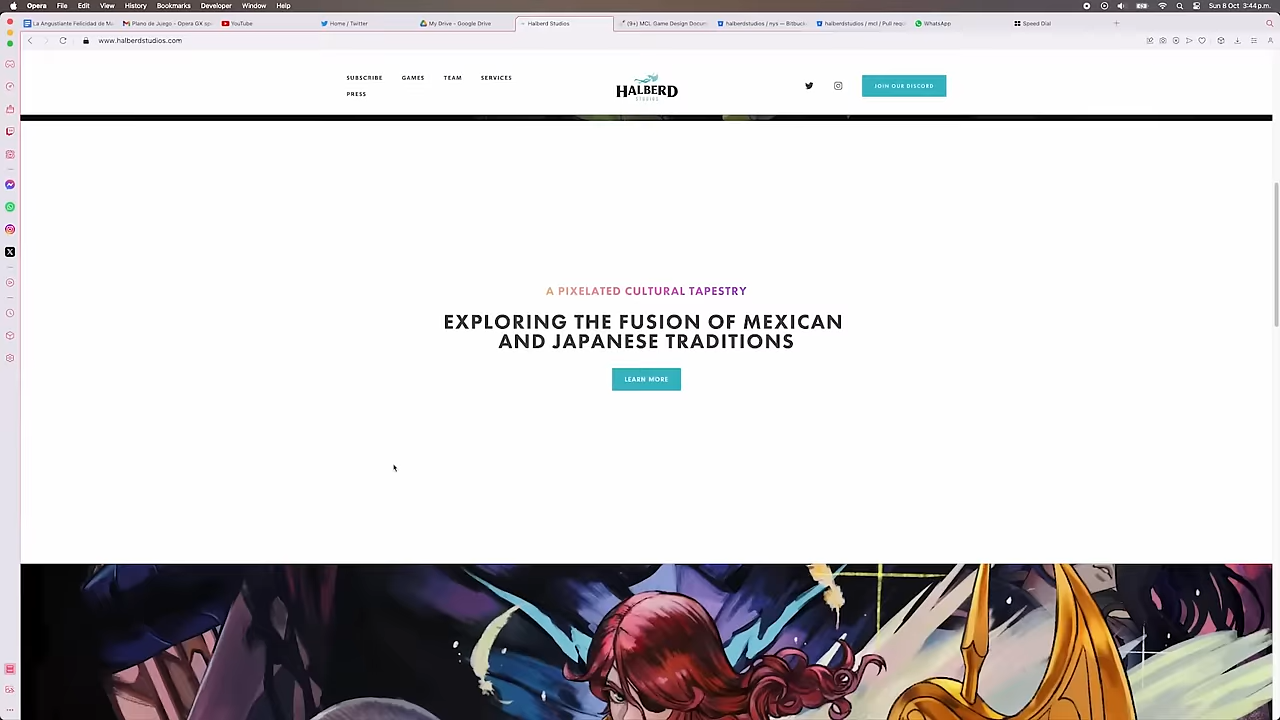 Opera File Edit View History Bookmarks Developer Window Help
Sun 8 Oct 3:44 p.m.
La Angustiante Felicidad de Ma
Plano de Juego - Opera GX sp
YouTube
Home / Twitter
My Drive - Google Drive
Halberd Studios
(9+) MCL Game Design Docum
halberdstudios / nys — Bitbuck
halberdstudios / mcl / Pull requ
WhatsApp
Speed Dial
www.halberdstudios.com
SUBSCRIBE GAMES TEAM SERVICES
PRESS
HALBERD
STUDIOS
JOIN OUR DISCORD
A PIXELATED CULTURAL TAPESTRY
EXPLORING THE FUSION OF MEXICAN
AND JAPANESE TRADITIONS
LEARN MORE